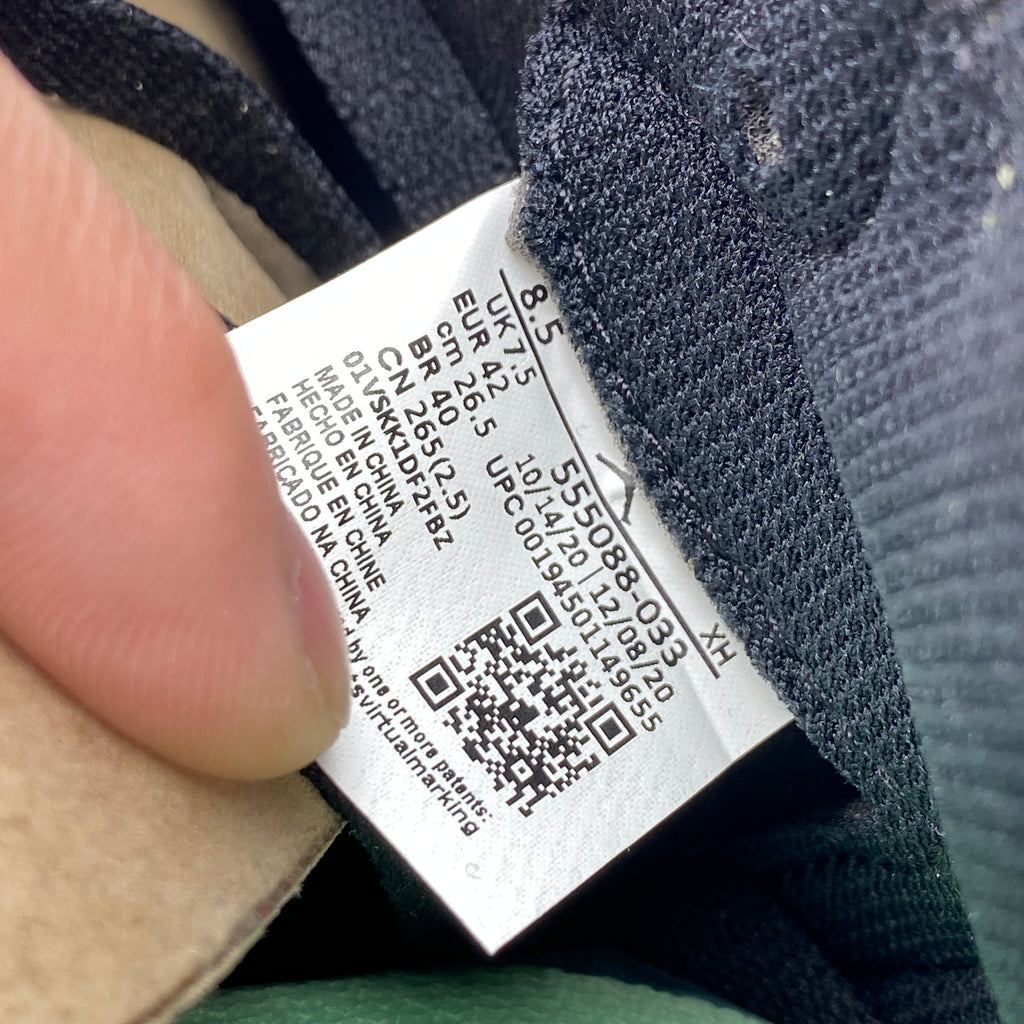 8.5 Y XH
UK 7.5
EUR 42
cm 26.5
BR 40
CN 265(2.5)
01VSKK1DF2FBZ
MADE IN CHINA
HECHO EN CHINA
FABRIQUE EN CHINE
FABRICADO NA CHINA
555088-033
10/14/20 | 12/08/20
UPC 00194501149655
by one or more patents: